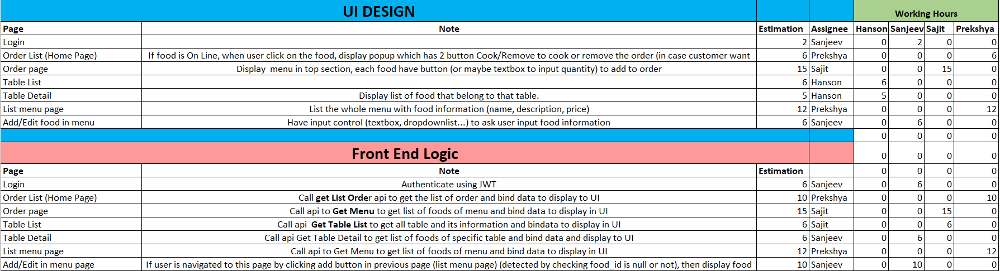 UI DESIGN
Working Hours
Page Note Estimation Assignee Hanson Sanjeev Sajit Prekshya
Login 2 Sanjeev 0 2 0 0
Order List (Home Page) If food is On Line, when user click on the food, display popup which has 2 button Cook/Remove to cook or remove the order (in case customer want 6 Prekshya 0 0 0 6
Order page Display menu in top section, each food have button (or maybe textbox to input quantity) to add to order 15 Sajit 0 0 15 0
Table List 6 Hanson 6 0 0 0
Table Detail Display list of food that belong to that table. 5 Hanson 5 0 0 0
List menu page List the whole menu with food information (name, description, price) 12 Prekshya 0 0 0 12
Add/Edit food in menu Have input control (textbox, dropdownlist...) to ask user input food information 6 Sanjeev 0 6 0 0
0 0 0 0
Front End Logic 0 0 0 0
Page Note Estimation 0 0 0 0
Login Authenticate using JWT 6 Sanjeev 0 6 0 0
Order List (Home Page) Call get List Order api to get the list of order and bind data to display to UI 10 Prekshya 0 0 0 10
Order page Call api to Get Menu to get list of foods of menu and bind data to display in UI 15 Sajit 0 0 15 0
Table List Call api Get Table List to get all table and its information and bindata to display in UI 6 Sajit 0 0 6 0
Table Detail Call api Get Table Detail to get list of foods of specific table and bind data and display to UI 6 Sanjeev 0 6 0 0
List menu page Call api to Get Menu to get list of foods of menu and bind data to display in UI 12 Prekshya 0 0 0 12
Add/Edit in menu page If user is navigated to this page by clicking add button in previous page (list menu page) (detected by checking food_id is null or not), then display food 10 Sanjeev 0 10 0 0